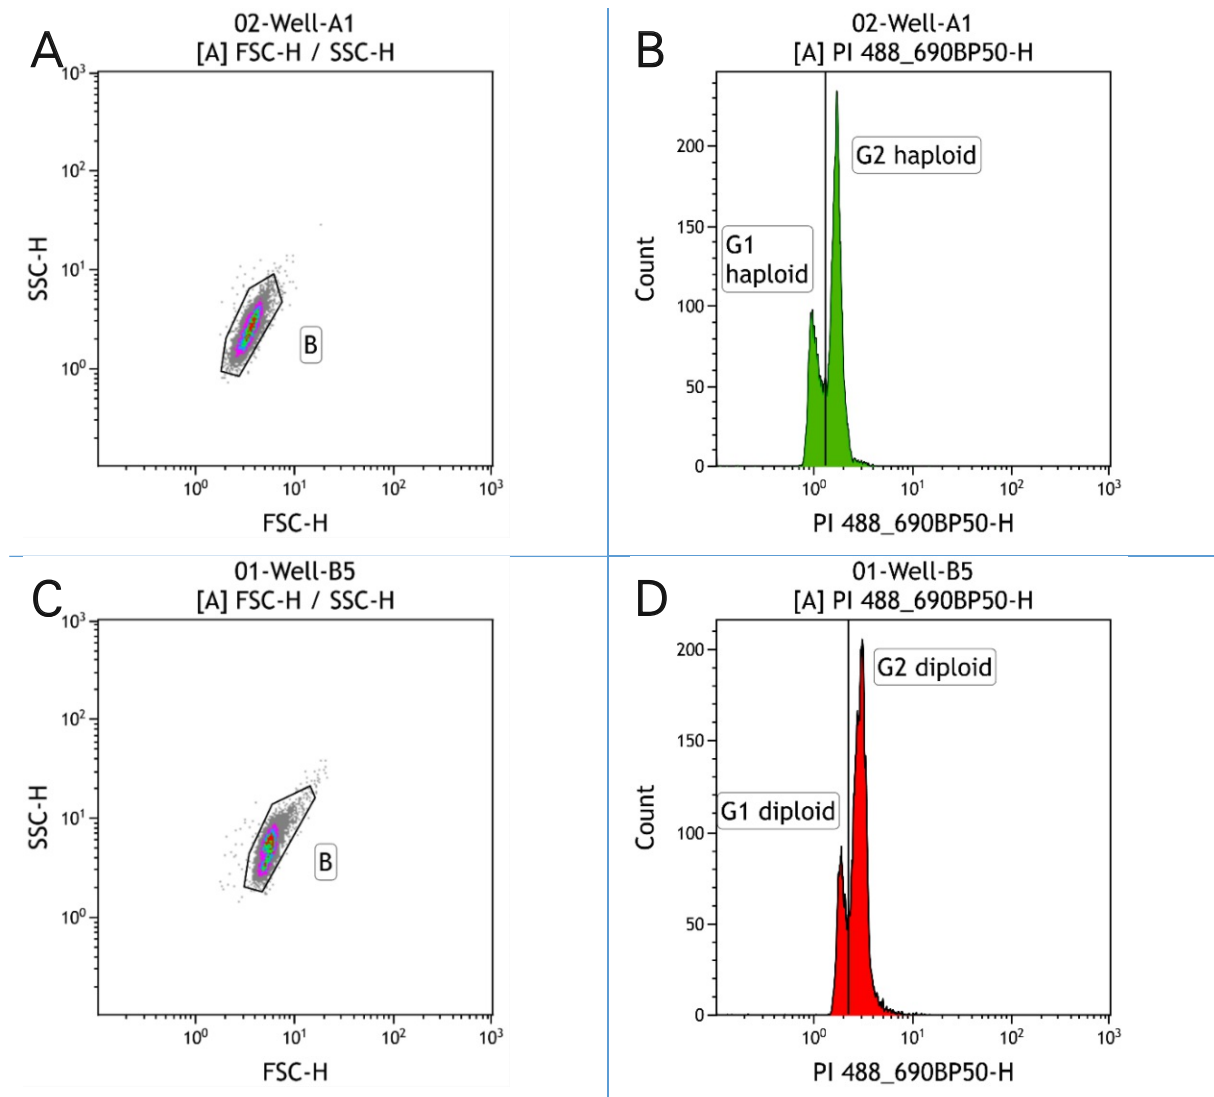 A
02-Well-A1
[A] FSC-H / SSC-H
10³
10²
10¹
10⁰
SSC-H
B
10⁰
10¹
10²
10³
FSC-H
B
02-Well-A1
[A] PI 488_690BP50-H
200
150
100
50
0
Count
G2 haploid
G1
haploid
10⁰
10¹
10²
10³
PI 488_690BP50-H
C
01-Well-B5
[A] FSC-H / SSC-H
10³
10²
10¹
10⁰
SSC-H
B
10⁰
10¹
10²
10³
FSC-H
D
01-Well-B5
[A] PI 488_690BP50-H
200
150
100
50
0
Count
G2 diploid
G1 diploid
10⁰
10¹
10²
10³
PI 488_690BP50-H